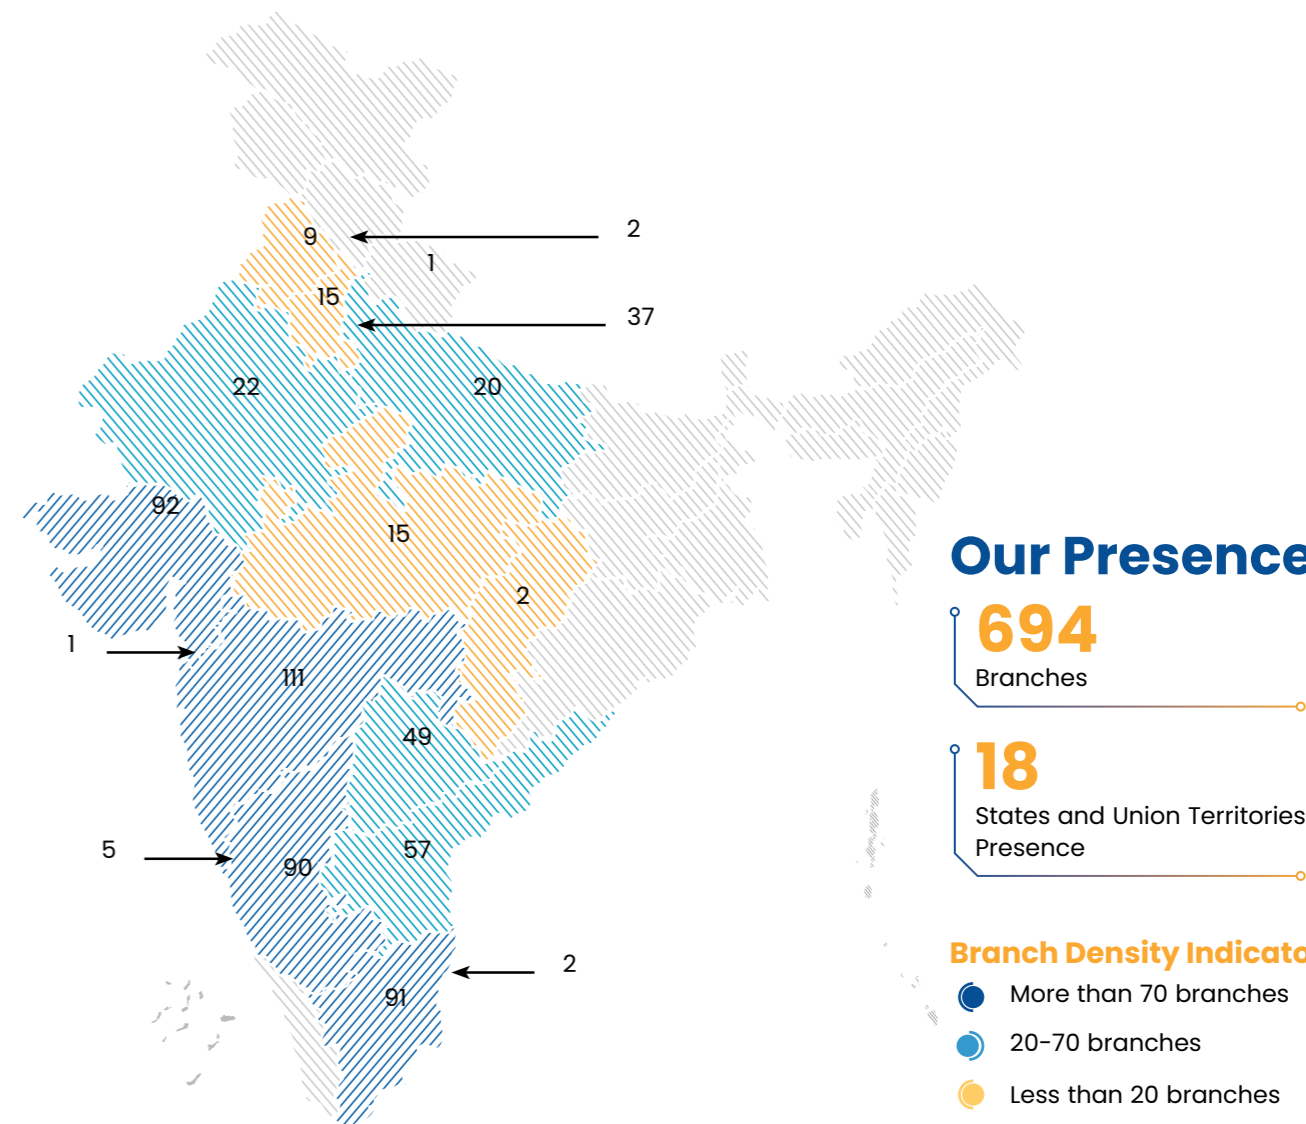 2
9
1
15
37
22
20
92
15
2
1
111
49
5
57
90
2
91
Our Presence
694
Branches
18
States and Union Territories
Presence
Branch Density Indicato
More than 70 branches
20-70 branches
Less than 20 branches